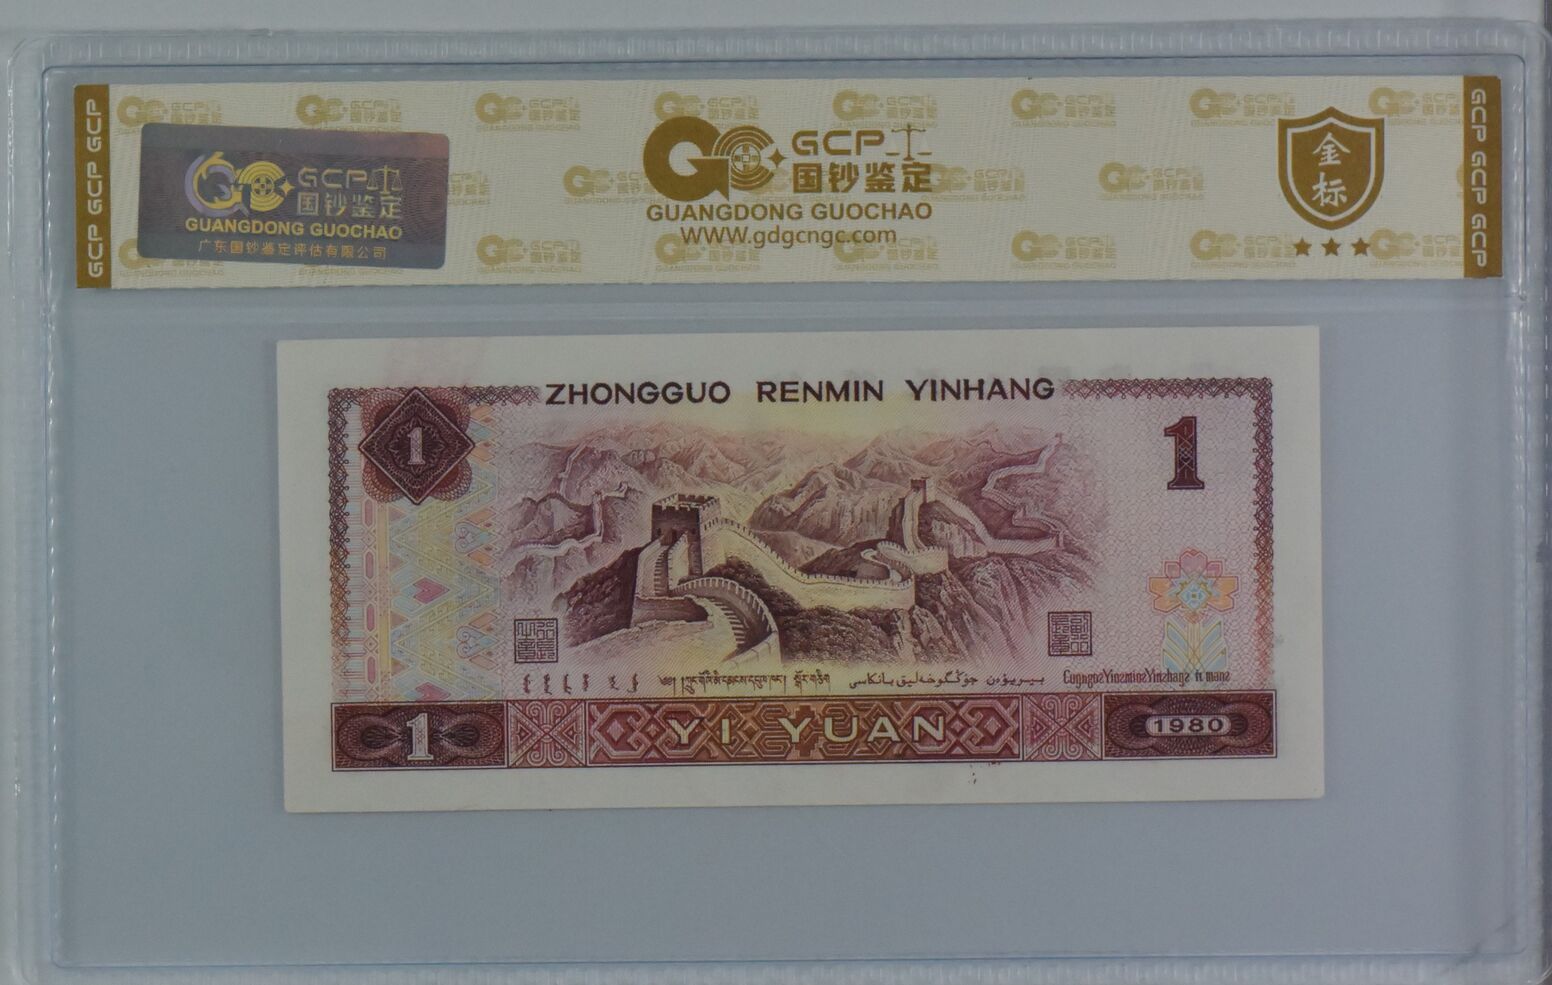 GCP GCP GCP
GCP
国钞鉴定
GUANGDONG GUOCHAO
广东国钞鉴定评估有限公司
GCP
国钞鉴定
GUANGDONG GUOCHAO
WWW.gdgcngc.com
金标
GCP GCP GCP
ZHONGGUO RENMIN YINHANG
1
1
YI YUAN
1
1980